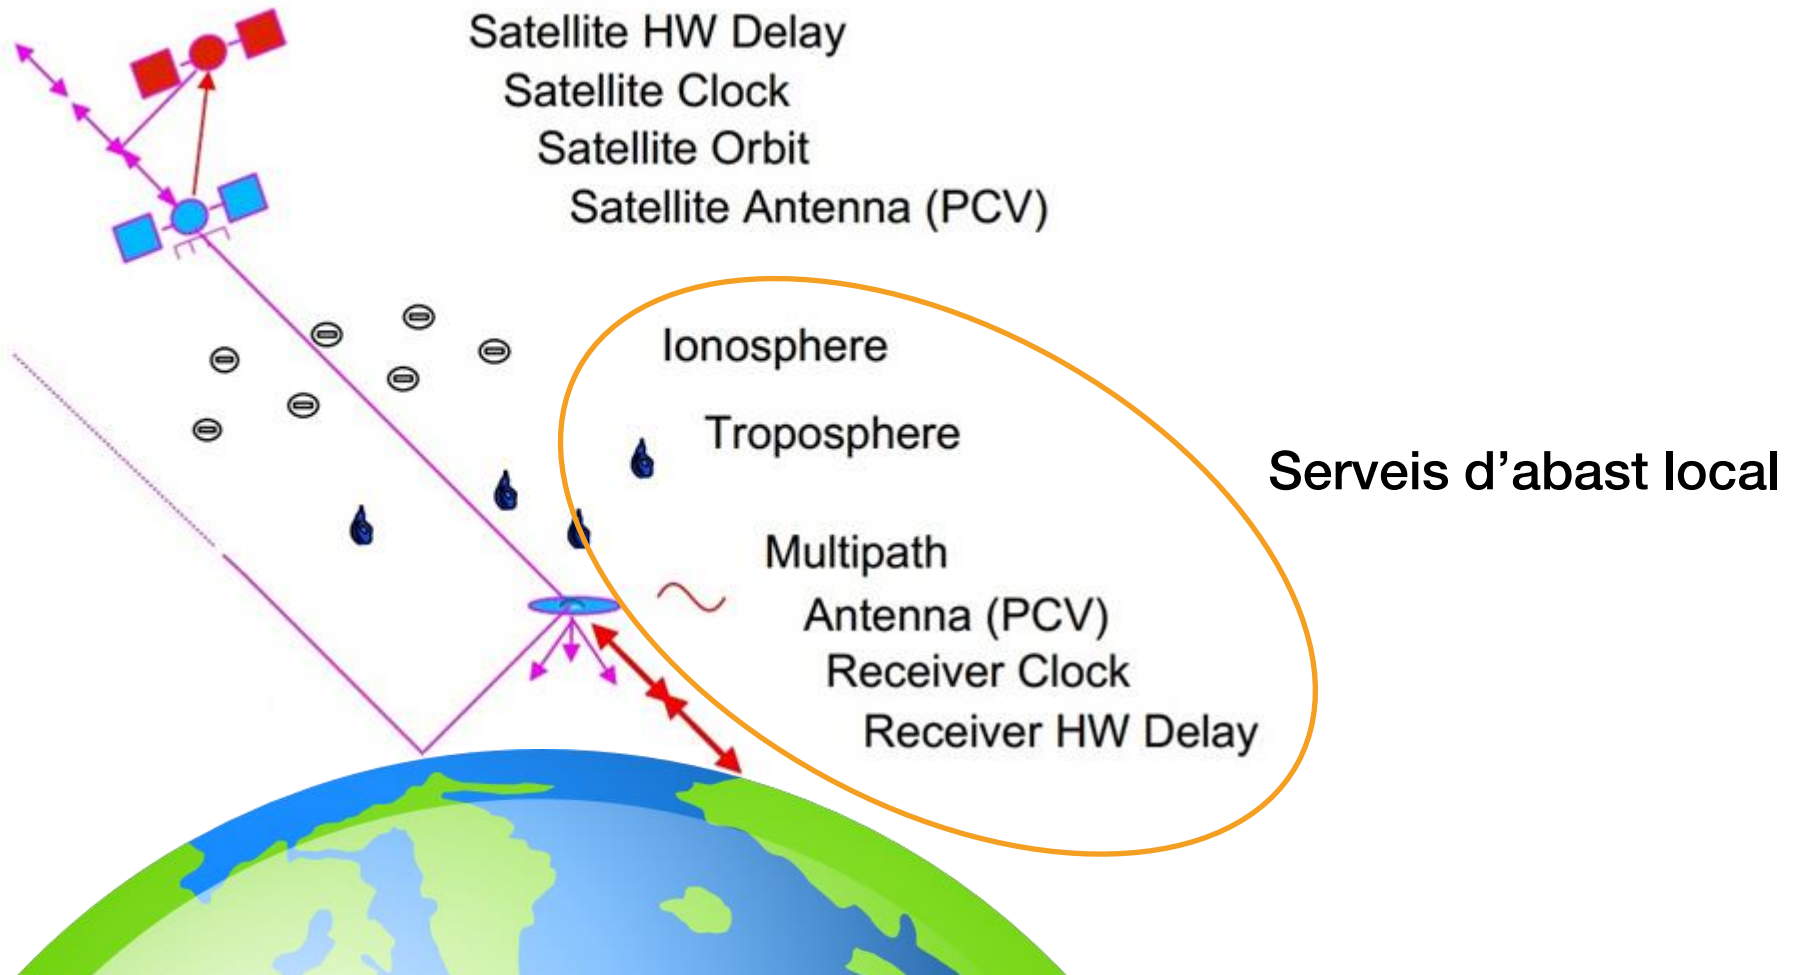 Satellite HW Delay
Satellite Clock
Satellite Orbit
Satellite Antenna (PCV)
Ionosphere
Troposphere
Serveis d’abast local
Multipath
Antenna (PCV)
Receiver Clock
Receiver HW Delay